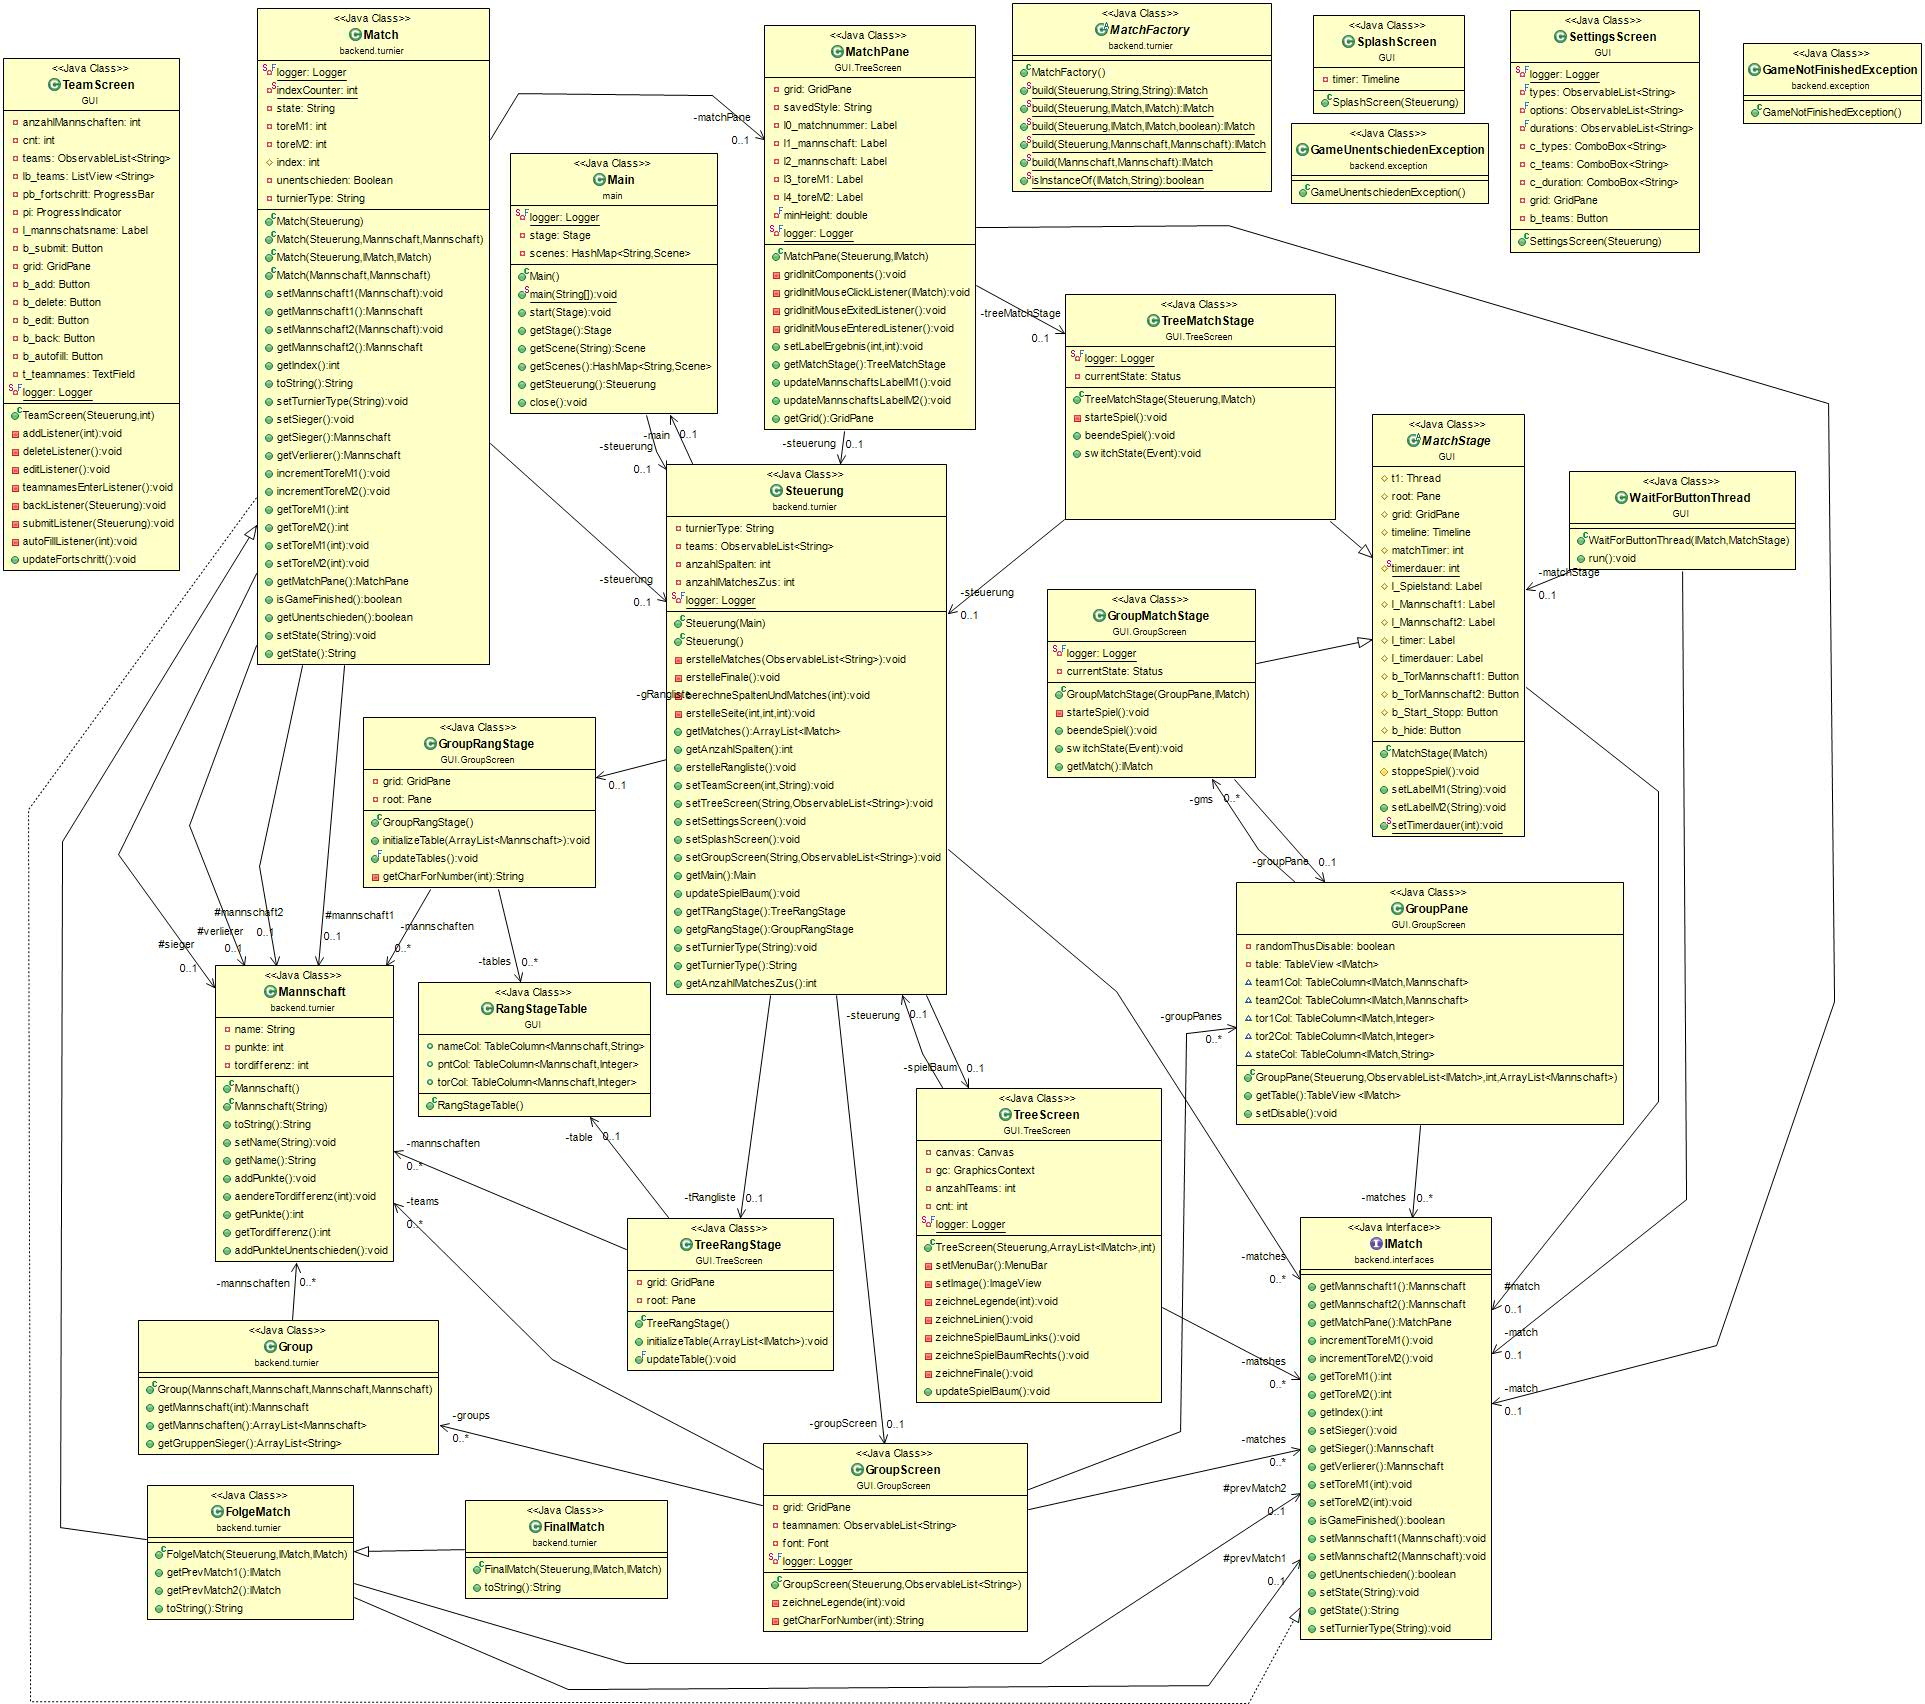 <<Java Class>>
TeamScreen
GUI
anzahlMannschaften: int
cnt: int
teams: ObservableList<String>
lb_teams: ListView <String>
pb_fortschritt: ProgressBar
pi: ProgressIndicator
l_mannschatsname: Label
b_submit: Button
grid: GridPane
b_add: Button
b_delete: Button
b_edit: Button
b_back: Button
b_autofill: Button
t_teamnames: TextField
logger: Logger
TeamScreen(Steuerung,int)
addListener(int):void
deleteListener():void
editListener():void
teamnamesEnterListener():void
backListener(Steuerung):void
submitListener(Steuerung):void
autoFillListener(int):void
updateFortschritt():void
<<Java Class>>
Match
backend.turnier
logger: Logger
indexCounter: int
state: String
toreM1: int
toreM2: int
index: int
unentschieden: Boolean
turnierType: String
Match(Steuerung)
Match(Steuerung,Mannschaft,Mannschaft)
Match(Steuerung,IMatch,IMatch)
Match(Mannschaft,Mannschaft)
setMannschaft1(Mannschaft):void
getMannschaft1():Mannschaft
setMannschaft2(Mannschaft):void
getMannschaft2():Mannschaft
getIndex():int
toString():String
setTurnierType(String):void
setSieger():void
getSieger():Mannschaft
getVerlierer():Mannschaft
incrementToreM1():void
incrementToreM2():void
getToreM1():int
getToreM2():int
setToreM1(int):void
setToreM2(int):void
getMatchPane():MatchPane
isGameFinished():boolean
getUnentschieden():boolean
setState(String):void
getState():String
<<Java Class>>
Main
main
logger: Logger
stage: Stage
scenes: HashMap<String,Scene>
Main()
main(String[]):void
start(Stage):void
getStage():Stage
getScene(String):Scene
getScenes():HashMap<String,Scene>
getSteuerung():Steuerung
close():void
<<Java Class>>
MatchPane
GUI.TreeScreen
grid: GridPane
savedStyle: String
l0_matchnummer: Label
l1_mannschaft: Label
l2_mannschaft: Label
l3_toreM1: Label
l4_toreM2: Label
minHeight: double
logger: Logger
MatchPane(Steuerung,IMatch)
gridInitComponents():void
gridInitMouseClickListener(IMatch):void
gridInitMouseExitedListener():void
gridInitMouseEnteredListener():void
setLabelErgebnis(int,int):void
getMatchStage():TreeMatchStage
updateMannschaftsLabelM1():void
updateMannschaftsLabelM2():void
getGrid():GridPane
<<Java Class>>
MatchFactory
backend.turnier
MatchFactory()
build(Steuerung,String,String):IMatch
build(Steuerung,IMatch,IMatch):IMatch
build(Steuerung,IMatch,IMatch,boolean):IMatch
build(Steuerung,Mannschaft,Mannschaft):IMatch
build(Mannschaft,Mannschaft):IMatch
isInstanceOf(IMatch,String):boolean
<<Java Class>>
SplashScreen
GUI
timer: Timeline
SplashScreen(Steuerung)
<<Java Class>>
GameUnentschiedenException
backend.exception
GameUnentschiedenException()
<<Java Class>>
SettingsScreen
GUI
logger: Logger
types: ObservableList<String>
options: ObservableList<String>
durations: ObservableList<String>
c_types: ComboBox<String>
c_teams: ComboBox<String>
c_duration: ComboBox<String>
grid: GridPane
b_teams: Button
SettingsScreen(Steuerung)
<<Java Class>>
GameNotFinishedException
backend.exception
GameNotFinishedException()
-matchPane
0..1
-treeMatchStage
0..1
<<Java Class>>
TreeMatchStage
GUI.TreeScreen
logger: Logger
currentState: Status
TreeMatchStage(Steuerung,IMatch)
starteSpiel():void
beendeSpiel():void
switchState(Event):void
<<Java Class>>
MatchStage
GUI
t1: Thread
root: Pane
grid: GridPane
timeline: Timeline
matchTimer: int
timerdauer: int
l_Spielstand: Label
l_Mannschaft1: Label
l_Mannschaft2: Label
l_timer: Label
l_timerdauer: Label
b_TorMannschaft1: Button
b_TorMannschaft2: Button
b_Start_Stopp: Button
b_hide: Button
MatchStage(IMatch)
stoppeSpiel():void
setLabelM1(String):void
setLabelM2(String):void
setTimerdauer(int):void
<<Java Class>>
WaitForButtonThread
GUI
WaitForButtonThread(IMatch,MatchStage)
run():void
-matchStage
0..1
-steuerung
0..1
-main
0..1
-steuerung
0..1
-steuerung
0..1
-steuerung
0..1
<<Java Class>>
Steuerung
backend.turnier
turnierType: String
teams: ObservableList<String>
anzahlSpalten: int
anzahlMatchesZus: int
logger: Logger
Steuerung(Main)
Steuerung()
erstelleMatches(ObservableList<String>):void
erstelleFinale():void
berechneSpaltenUndMatches(int):void
erstelleSeite(int,int,int):void
getMatches():ArrayList<IMatch>
getAnzahlSpalten():int
erstelleRangliste():void
setTeamScreen(int,String):void
setTreeScreen(String,ObservableList<String>):void
setSettingsScreen():void
setSplashScreen():void
setGroupScreen(String,ObservableList<String>):void
getMain():Main
updateSpielBaum():void
getTRangStage():TreeRangStage
getgRangStage():GroupRangStage
setTurnierType(String):void
getTurnierType():String
getAnzahlMatchesZus():int
-gRangliste
0..1
<<Java Class>>
GroupMatchStage
GUI.GroupScreen
logger: Logger
currentState: Status
GroupMatchStage(GroupPane,IMatch)
starteSpiel():void
beendeSpiel():void
switchState(Event):void
getMatch():IMatch
-gms
0..*
-groupPane
0..1
<<Java Class>>
GroupRangStage
GUI.GroupScreen
grid: GridPane
root: Pane
GroupRangStage()
initializeTable(ArrayList<Mannschaft>):void
updateTables():void
getCharForNumber(int):String
<<Java Class>>
GroupPane
GUI.GroupScreen
randomThusDisable: boolean
table: TableView <IMatch>
team1Col: TableColumn<IMatch,Mannschaft>
team2Col: TableColumn<IMatch,Mannschaft>
tor1Col: TableColumn<IMatch,Integer>
tor2Col: TableColumn<IMatch,Integer>
stateCol: TableColumn<IMatch,String>
GroupPane(Steuerung,ObservableList<IMatch>,int,ArrayList<Mannschaft>)
getTable():TableView <IMatch>
setDisable():void
#mannschaft2
0..1
#mannschaft1
0..1
#verlierer
0..1
#sieger
0..1
-mannschaften
0..*
-tables
0..*
<<Java Class>>
Mannschaft
backend.turnier
name: String
punkte: int
tordifferenz: int
Mannschaft()
Mannschaft(String)
toString():String
setName(String):void
getName():String
addPunkte():void
aendereTordifferenz(int):void
getPunkte():int
getTordifferenz():int
addPunkteUnentschieden():void
<<Java Class>>
RangStageTable
GUI
nameCol: TableColumn<Mannschaft,String>
pntCol: TableColumn<Mannschaft,Integer>
torCol: TableColumn<Mannschaft,Integer>
RangStageTable()
-table
0..1
-mannschaften
0..*
-teams
0..*
-steuerung
0..1
-spielBaum
0..1
-groupPanes
0..*
<<Java Class>>
TreeScreen
GUI.TreeScreen
canvas: Canvas
gc: GraphicsContext
anzahlTeams: int
cnt: int
logger: Logger
TreeScreen(Steuerung,ArrayList<IMatch>,int)
setMenuBar():MenuBar
setImage():ImageView
zeichneLegende(int):void
zeichneLinien():void
zeichneSpielBaumLinks():void
zeichneSpielBaumRechts():void
zeichneFinale():void
updateSpielBaum():void
-tRangliste
0..1
<<Java Class>>
TreeRangStage
GUI.TreeScreen
grid: GridPane
root: Pane
TreeRangStage()
initializeTable(ArrayList<IMatch>):void
updateTable():void
-matches
0..*
<<Java Interface>>
IMatch
backend.interfaces
getMannschaft1():Mannschaft
getMannschaft2():Mannschaft
getMatchPane():MatchPane
incrementToreM1():void
incrementToreM2():void
getToreM1():int
getToreM2():int
getIndex():int
setSieger():void
getSieger():Mannschaft
getVerlierer():Mannschaft
setToreM1(int):void
setToreM2(int):void
isGameFinished():boolean
setMannschaft1(Mannschaft):void
setMannschaft2(Mannschaft):void
getUnentschieden():boolean
setState(String):void
getState():String
setTurnierType(String):void
-matches
0..*
-matches
0..*
-matches
0..*
#prevMatch2
0..1
#prevMatch1
0..1
#match
0..1
-match
0..1
-match
0..1
-mannschaften
0..*
<<Java Class>>
Group
backend.turnier
Group(Mannschaft,Mannschaft,Mannschaft,Mannschaft)
getMannschaft(int):Mannschaft
getMannschaften():ArrayList<Mannschaft>
getGruppenSieger():ArrayList<String>
-groups
0..*
-groupScreen
0..1
<<Java Class>>
GroupScreen
GUI.GroupScreen
grid: GridPane
teamnamen: ObservableList<String>
font: Font
logger: Logger
GroupScreen(Steuerung,ObservableList<String>)
zeichneLegende(int):void
getCharForNumber(int):String
<<Java Class>>
FolgeMatch
backend.turnier
FolgeMatch(Steuerung,IMatch,IMatch)
getPrevMatch1():IMatch
getPrevMatch2():IMatch
toString():String
<<Java Class>>
FinalMatch
backend.turnier
FinalMatch(Steuerung,IMatch,IMatch)
toString():String